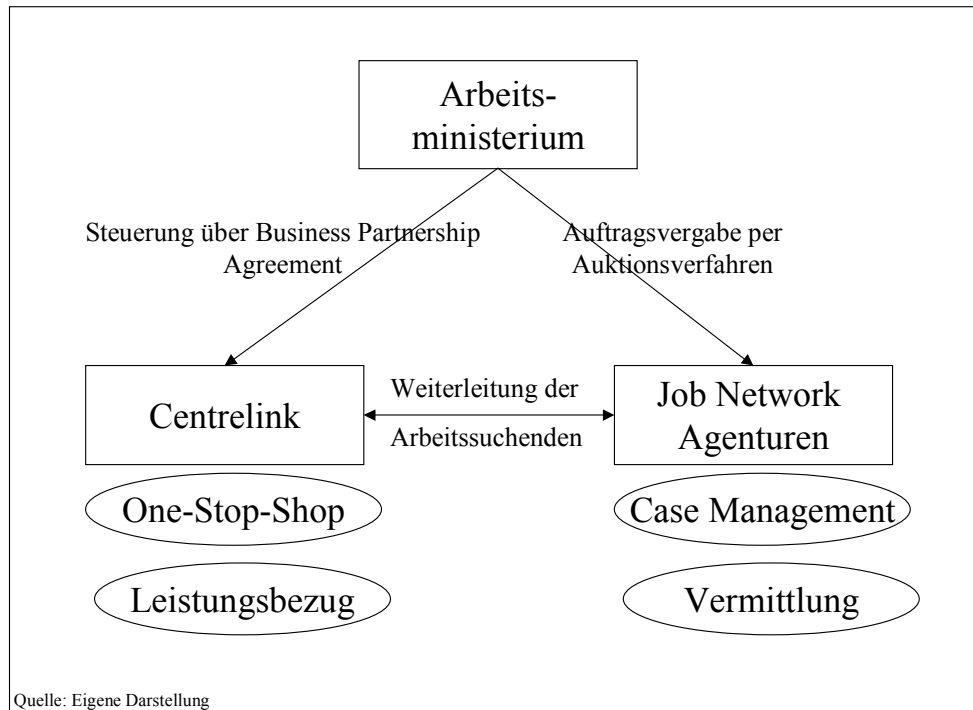 Arbeits-
ministerium
Steuerung über Business Partnership
Agreement
Auftragsvergabe per
Auktionsverfahren
Centrelink
Weiterleitung der
Arbeitssuchenden
Job Network
Agenturen
One-Stop-Shop
Case Management
Leistungsbezug
Vermittlung
Quelle: Eigene Darstellung